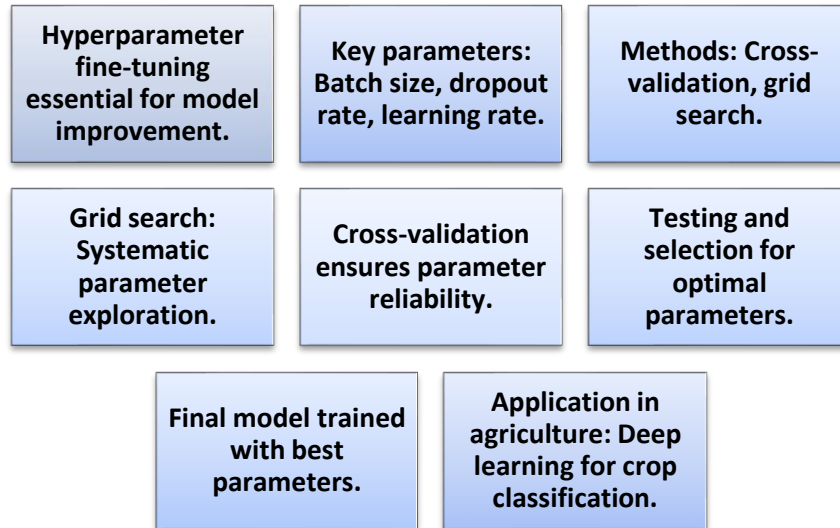 Hyperparameter
fine-tuning
essential for model
improvement.
Key parameters:
Batch size, dropout
rate, learning rate.
Methods: Cross-
validation, grid
search.
Grid search:
Systematic
parameter
exploration.
Cross-validation
ensures parameter
reliability.
Testing and
selection for
optimal
parameters.
Final model trained
with best
parameters.
Application in
agriculture: Deep
learning for crop
classification.